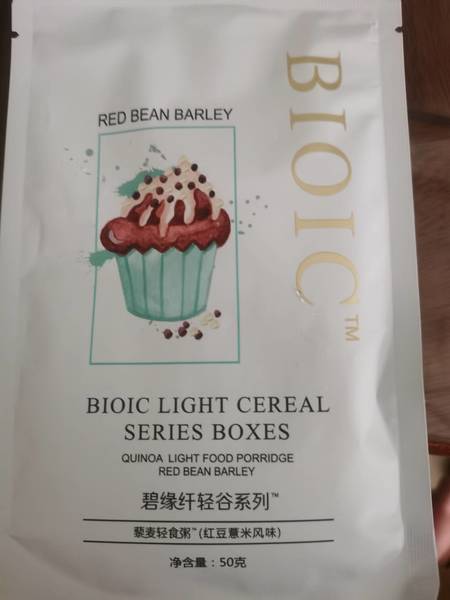 RED BEAN BARLEY
BIOIC™
BIOIC LIGHT CEREAL
SERIES BOXES
QUINOA LIGHT FOOD PORRIDGE
RED BEAN BARLEY
碧缘纤轻谷系列™
藜麦轻食粥™(红豆薏米风味)
净含量：50克